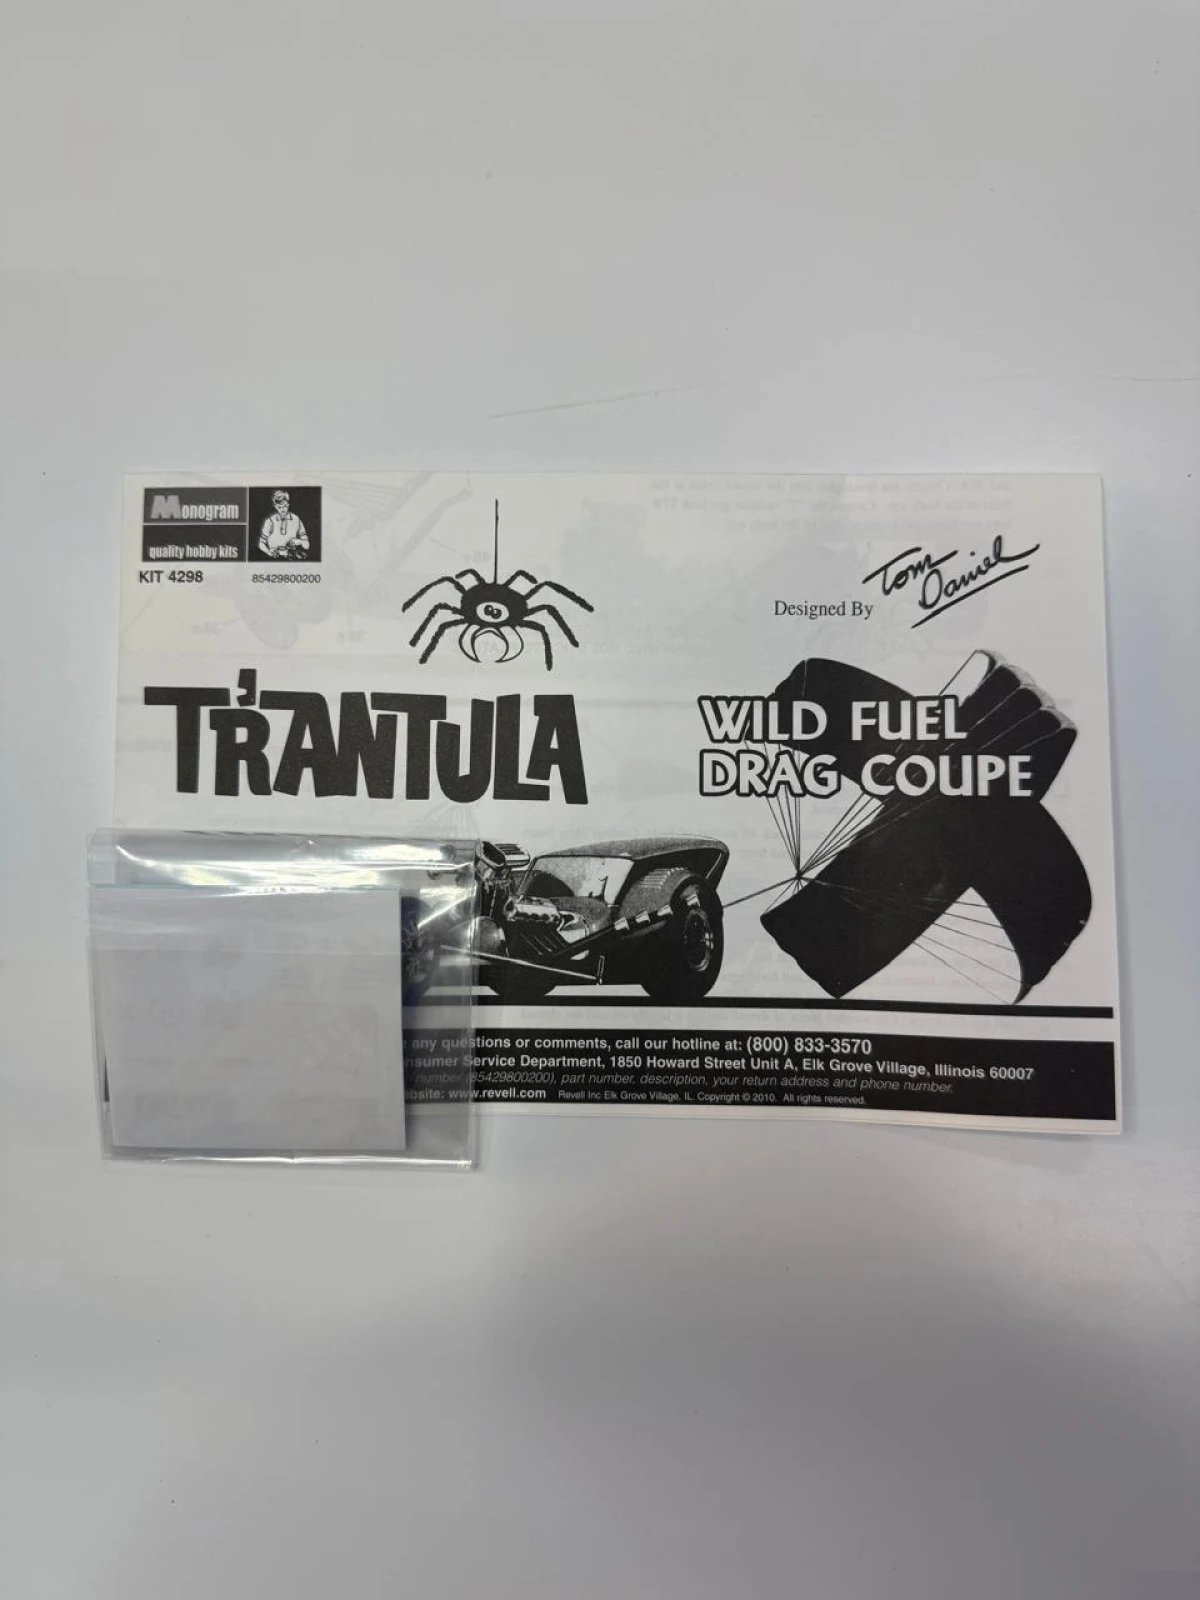 Monogram
quality hobby kits
KIT 4298 85429800200
Designed By Tom Daniel
T'RANTULA
WILD FUEL
DRAG COUPE
any questions or comments, call our hotline at: (800) 833-3570
Service Department, 1850 Howard Street Unit A, Elk Grove Village, Illinois 60007
number (85429800200), part number, description, your return address and phone number.
www.revell.com Revell Inc Elk Grove Village, IL. Copyright © 2010. All rights reserved.